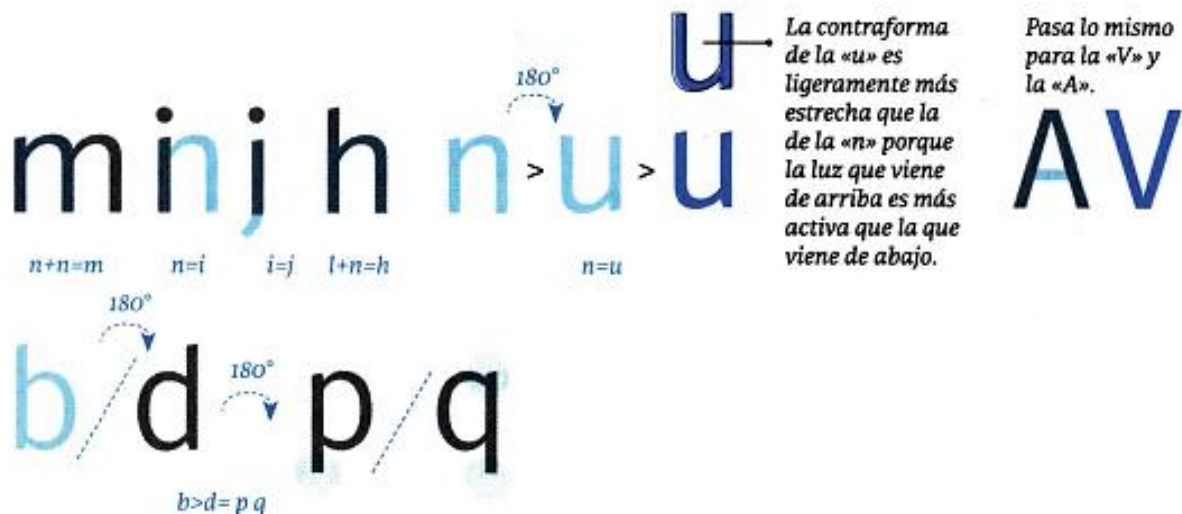 u
La contraforma
de la «u» es
ligeramente más
estrecha que la
de la «n» porque
la luz que viene
de arriba es más
activa que la que
viene de abajo.
Pasa lo mismo
para la «V» y
la «A».
180°
m i n j h n > u > u
A V
n+n=m n=i i=j l+n=h n=u
180°
180°
b / d p / q
b>d= p q